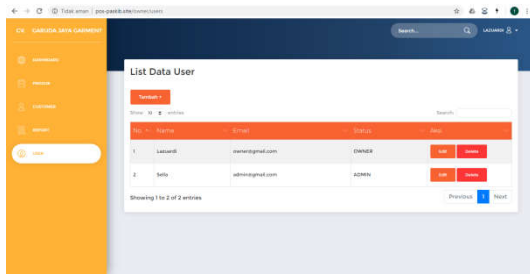 Tidak aman | pos-paskib.site/owner/users
CV. GARUDA JAYA GARMENT
Search...
LAZUARDI
DASHBOARD
PRODUK
CUSTOMER
REPORT
USER
List Data User
Tambah +
Show 10 entries
Search:
No Name Email Status Aksi
1 Lazuardi owner@gmail.com OWNER Edit Delete
2 Sella admin@gmail.com ADMIN Edit Delete
Showing 1 to 2 of 2 entries
Previous 1 Next